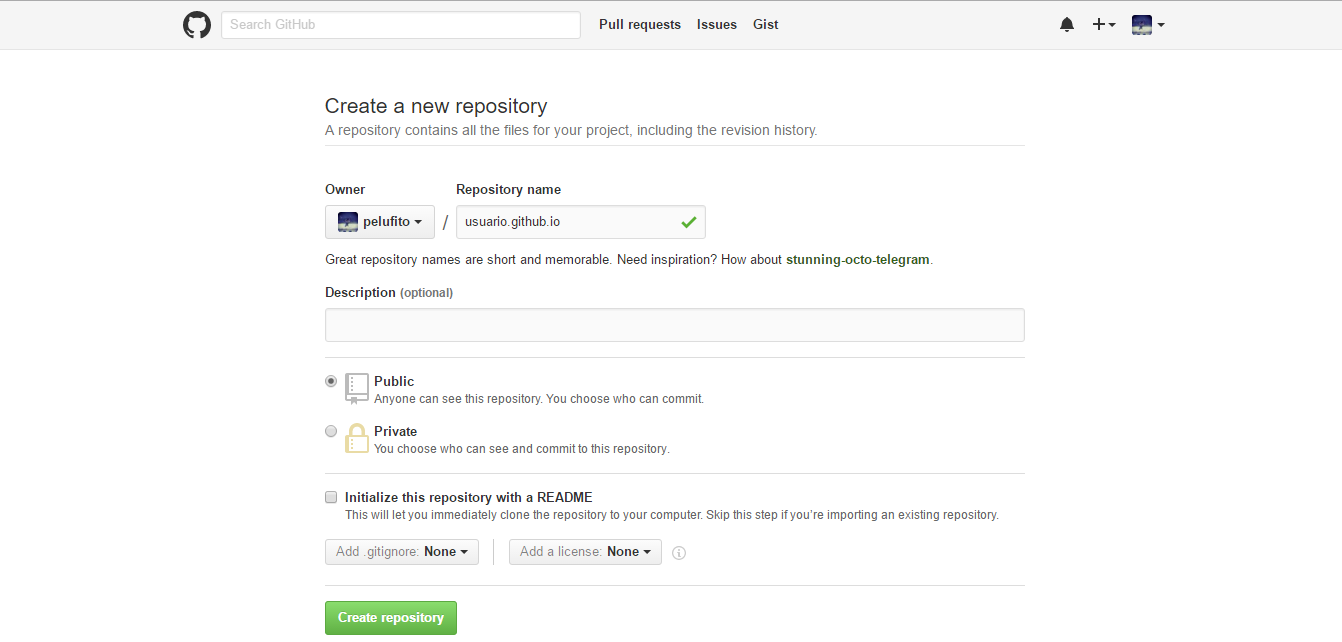 Search GitHub Pull requests Issues Gist
Create a new repository
A repository contains all the files for your project, including the revision history.
Owner Repository name
pelufito / usuario.github.io
Great repository names are short and memorable. Need inspiration? How about stunning-octo-telegram.
Description (optional)
Public
Anyone can see this repository. You choose who can commit.
Private
You choose who can see and commit to this repository.
Initialize this repository with a README
This will let you immediately clone the repository to your computer. Skip this step if you’re importing an existing repository.
Add .gitignore: None Add a license: None
Create repository